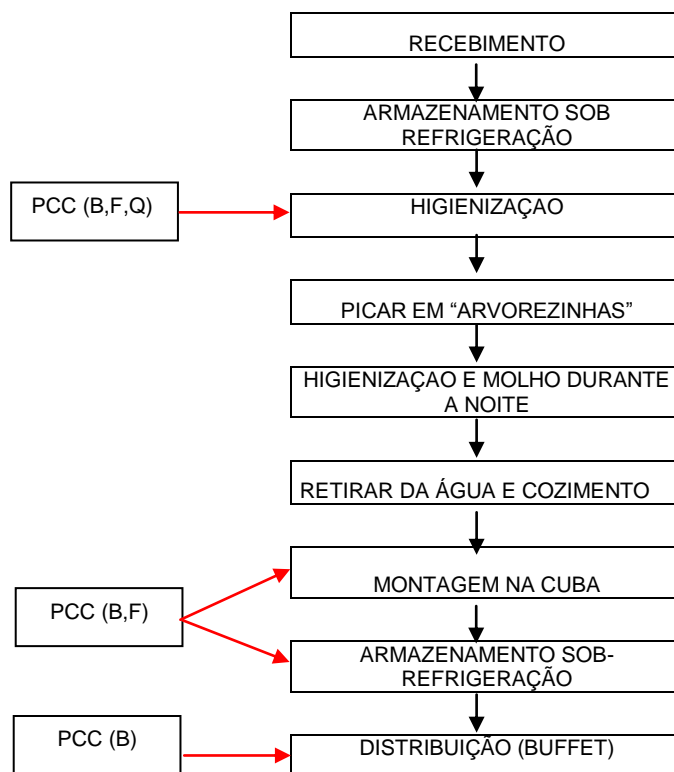 RECEBIMENTO
ARMAZENAMENTO SOB
REFRIGERAÇÃO
PCC (B,F,Q)
HIGIENIZAÇAO
PICAR EM “ARVOREZINHAS”
HIGIENIZAÇAO E MOLHO DURANTE
A NOITE
RETIRAR DA ÁGUA E COZIMENTO
MONTAGEM NA CUBA
PCC (B,F)
ARMAZENAMENTO SOB-
REFRIGERAÇÃO
PCC (B)
DISTRIBUIÇÃO (BUFFET)